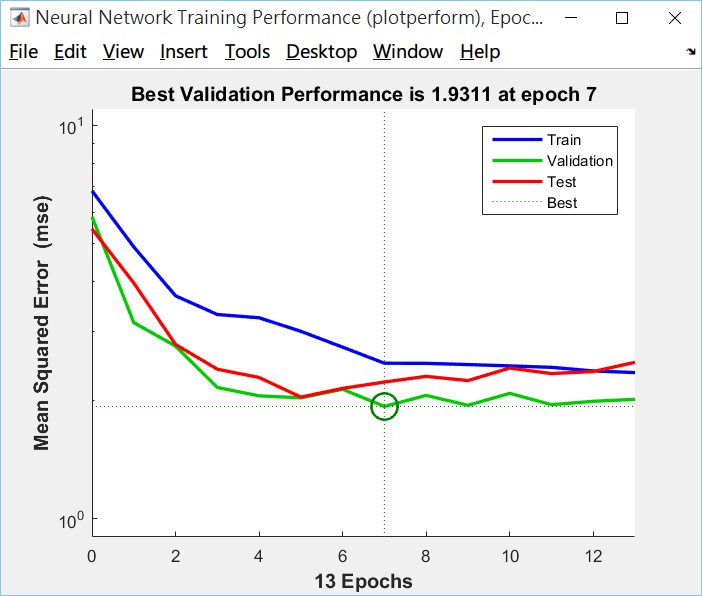 Neural Network Training Performance (plotperform), Epoc...
File Edit View Insert Tools Desktop Window Help
Best Validation Performance is 1.9311 at epoch 7
Mean Squared Error (mse)
10^1
10^0
Train
Validation
Test
Best
0 2 4 6 8 10 12
13 Epochs